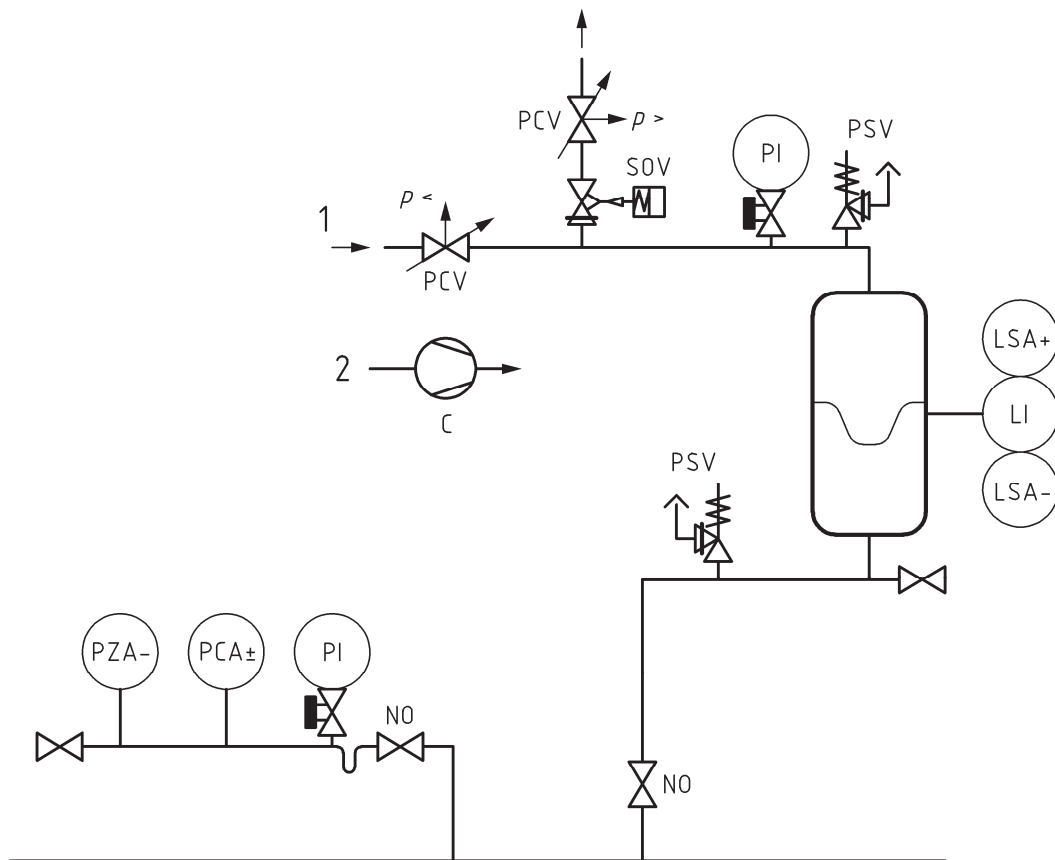 PCV p >
PI
PSV
SOV
1
p <
PCV
LSA+
2
C
LI
PSV
LSA-
PZA-
PCA±
PI
NO
NO